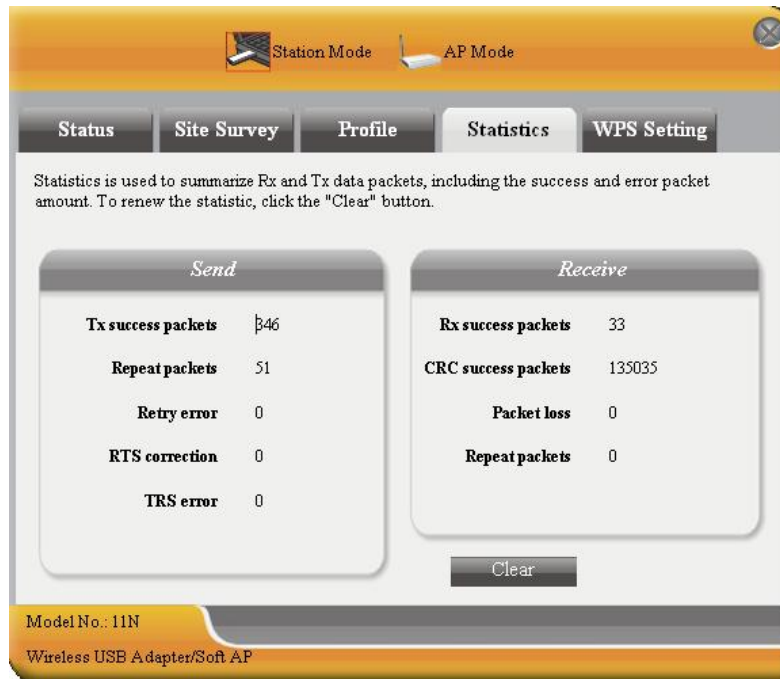 Station Mode AP Mode
Status Site Survey Profile Statistics WPS Setting
Statistics is used to summarize Rx and Tx data packets, including the success and error packet
amount. To renew the statistic, click the "Clear" button.
Send
Tx success packets 346
Repeat packets 51
Retry error 0
RTS correction 0
TRS error 0
Receive
Rx success packets 33
CRC success packets 135035
Packet loss 0
Repeat packets 0
Clear
Model No.: 11N
Wireless USB Adapter/Soft AP